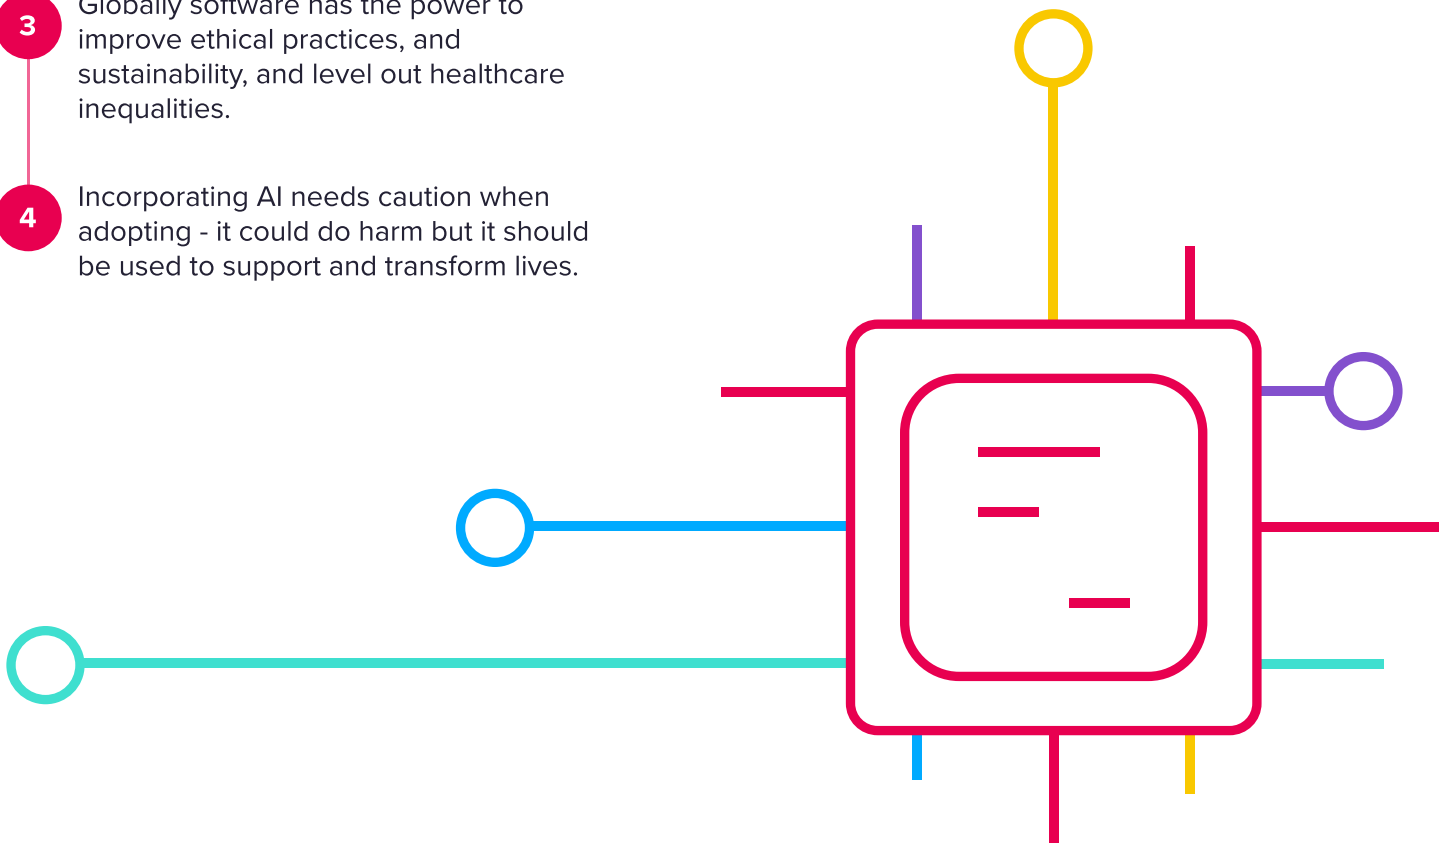 3
Globally software has the power to
improve ethical practices, and
sustainability, and level out healthcare
inequalities.
4
Incorporating AI needs caution when
adopting - it could do harm but it should
be used to support and transform lives.